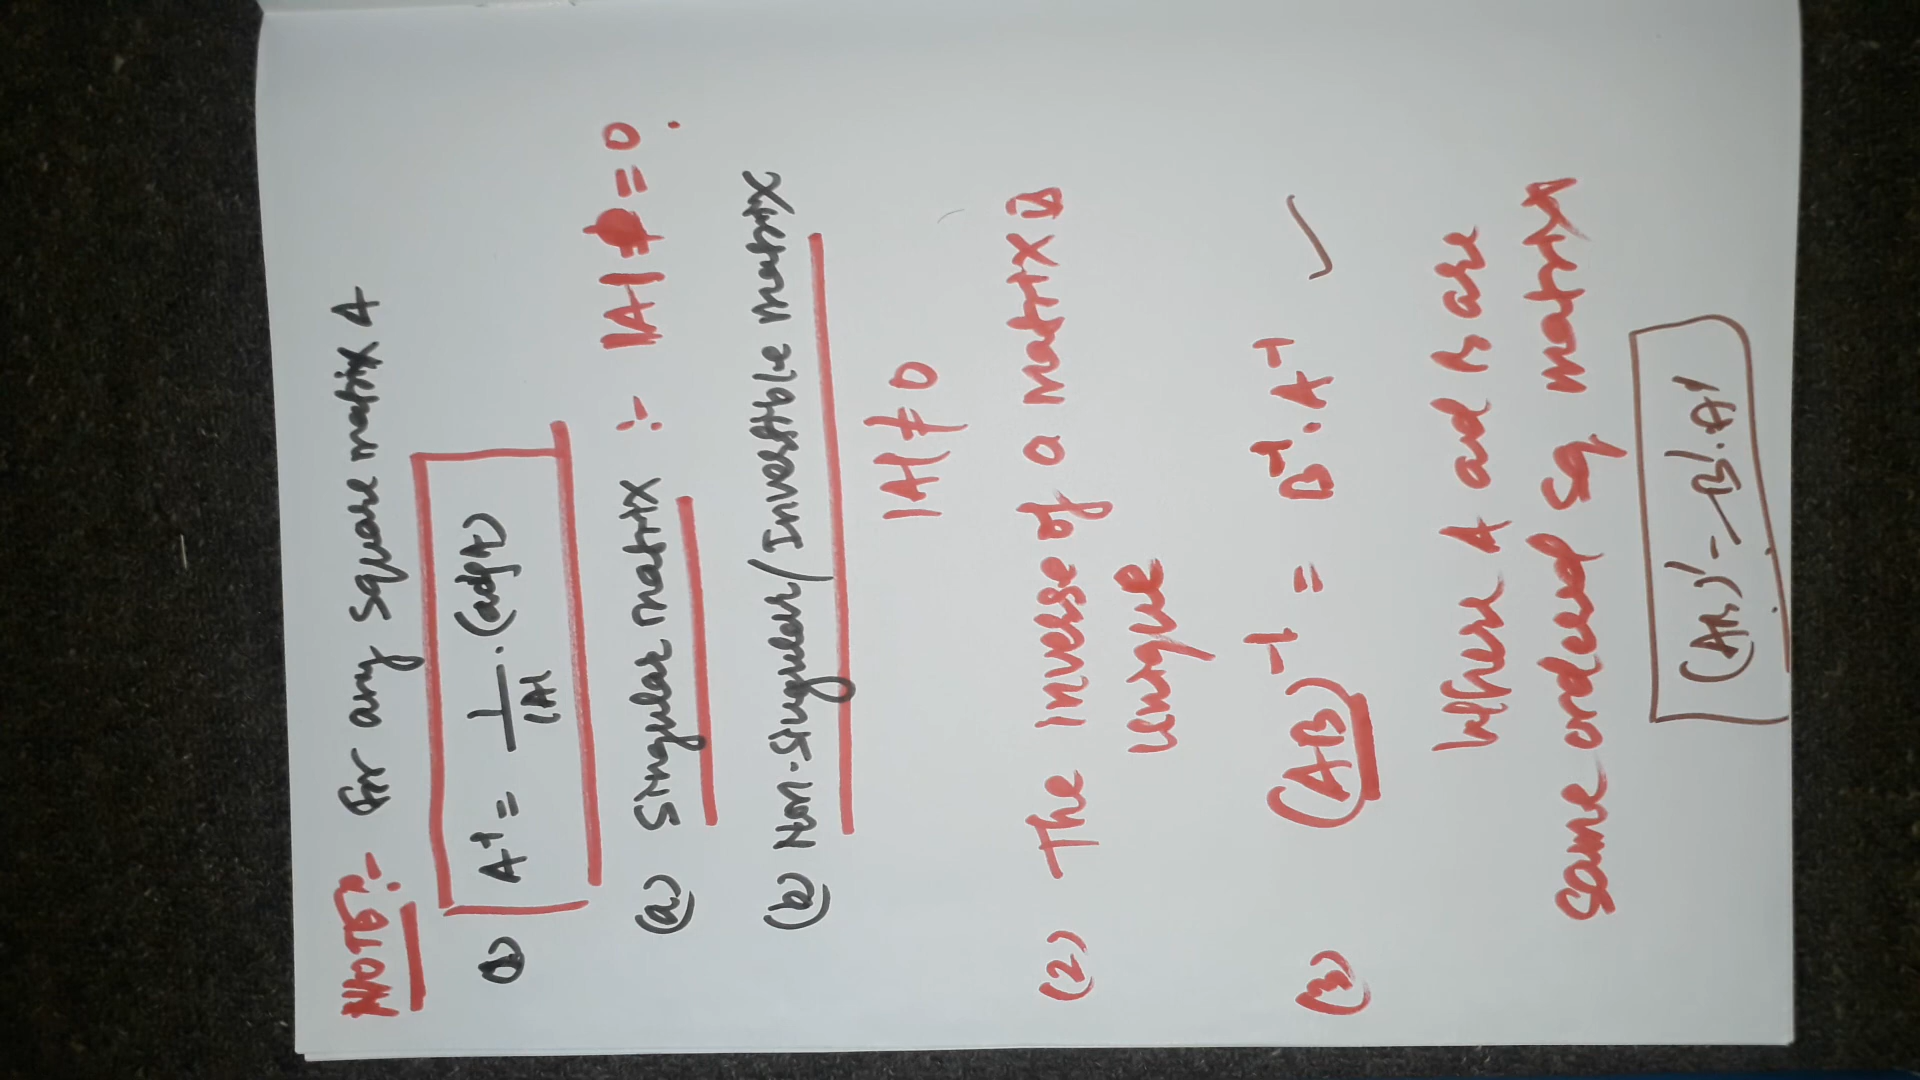 NOTE:- For any square matrix A
(1) A⁻¹ = 1/|A| . (adj A)
(a) Singular matrix :- |A| = 0.
(b) Non-Singular/Invertible matrix
|A| ≠ 0
(2) The inverse of a matrix is
unique
(3) (AB)⁻¹ = B⁻¹. A⁻¹ ✓
Where A and B are
same ordered sq matrix
(AB)' = B'. A'